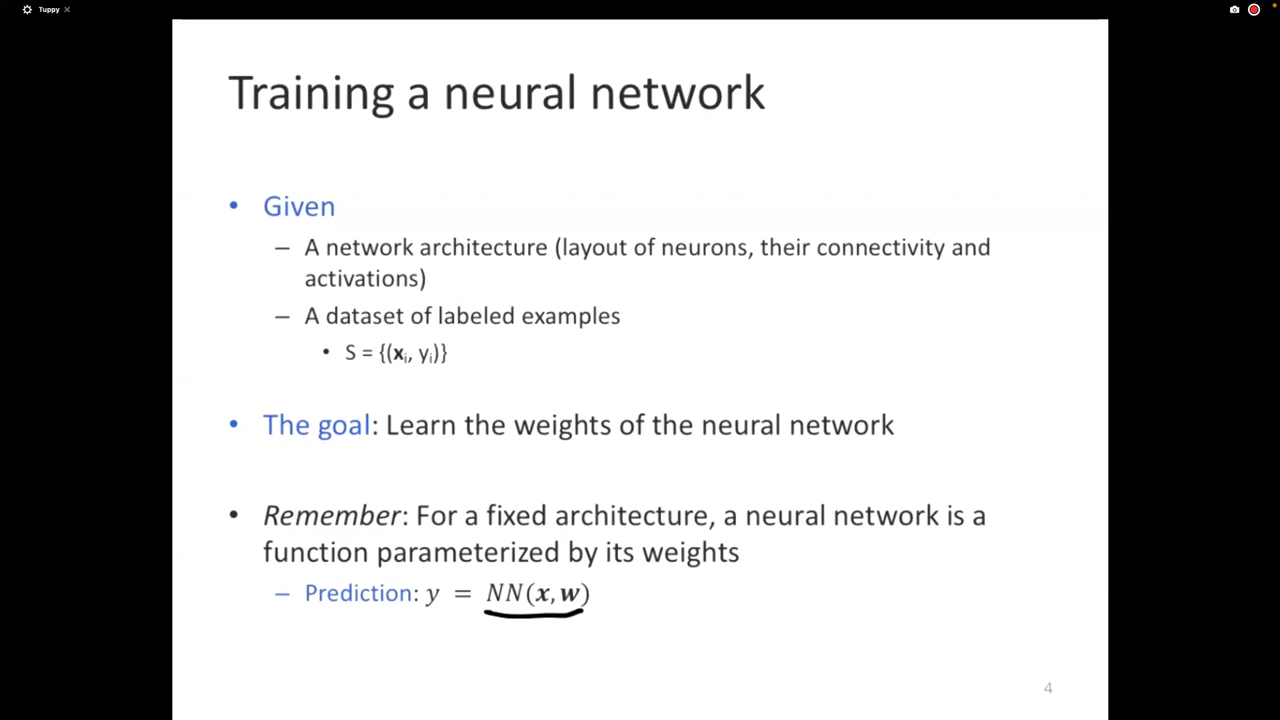 Tuppy
Training a neural network
• Given
– A network architecture (layout of neurons, their connectivity and
activations)
– A dataset of labeled examples
• S = {(xᵢ, yᵢ)}
• The goal: Learn the weights of the neural network
• Remember: For a fixed architecture, a neural network is a
function parameterized by its weights
– Prediction: y = NN(x, w)
4